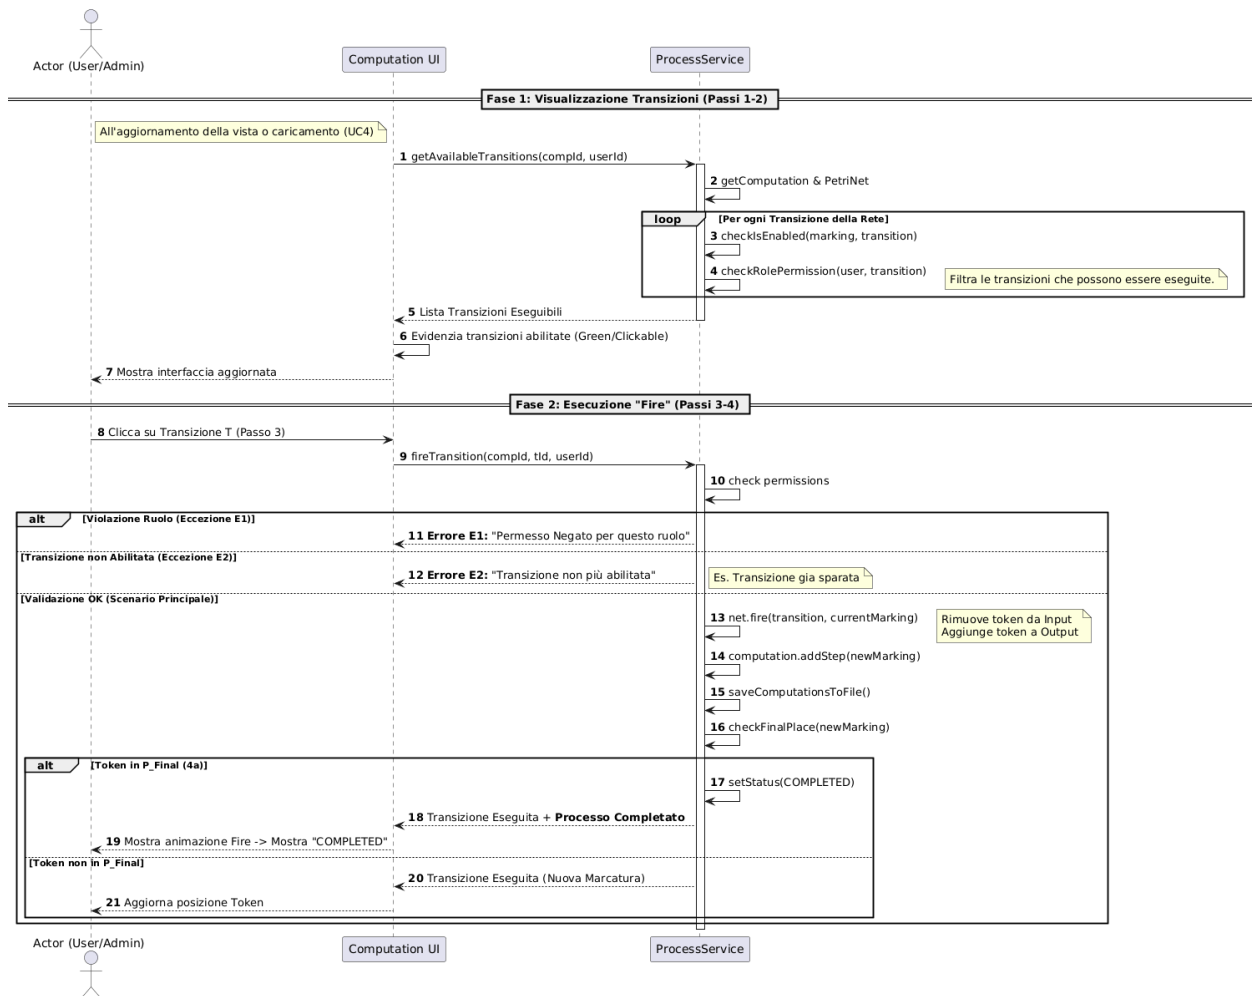 Actor (User/Admin)
Computation UI
ProcessService
Fase 1: Visualizzazione Transizioni (Passi 1-2)
All'aggiornamento della vista o caricamento (UC4)
1 getAvailableTransitions(compId, userId)
2 getComputation & PetriNet
loop
[Per ogni Transizione della Rete]
3 checkIsEnabled(marking, transition)
4 checkRolePermission(user, transition)
Filtra le transizioni che possono essere eseguite.
5 Lista Transizioni Eseguibili
6 Evidenzia transizioni abilitate (Green/Clickable)
7 Mostra interfaccia aggiornata
Fase 2: Esecuzione "Fire" (Passi 3-4)
8 Clicca su Transizione T (Passo 3)
9 fireTransition(compId, tId, userId)
10 check permissions
alt
[Violazione Ruolo (Eccezione E1)]
11 Errore E1: "Permesso Negato per questo ruolo"
[Transizione non Abilitata (Eccezione E2)]
12 Errore E2: "Transizione non più abilitata"
Es. Transizione gia sparata
[Validazione OK (Scenario Principale)]
13 net.fire(transition, currentMarking)
Rimuove token da Input
Aggiunge token a Output
14 computation.addStep(newMarking)
15 saveComputationsToFile()
16 checkFinalPlace(newMarking)
alt
[Token in P_Final (4a)]
17 setStatus(COMPLETED)
18 Transizione Eseguita + Processo Completato
19 Mostra animazione Fire -> Mostra "COMPLETED"
[Token non in P_Final]
20 Transizione Eseguita (Nuova Marcatura)
21 Aggiorna posizione Token
Actor (User/Admin)
Computation UI
ProcessService